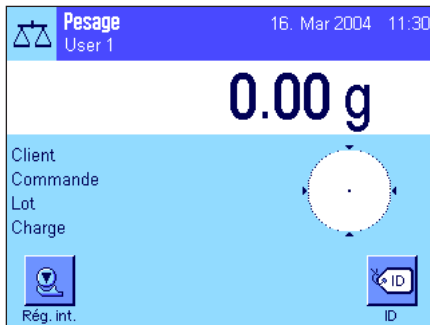 Pesage
User 1
16. Mar 2004 11:30
0.00 g
Client
Commande
Lot
Charge
ID
Rég. int.
ID